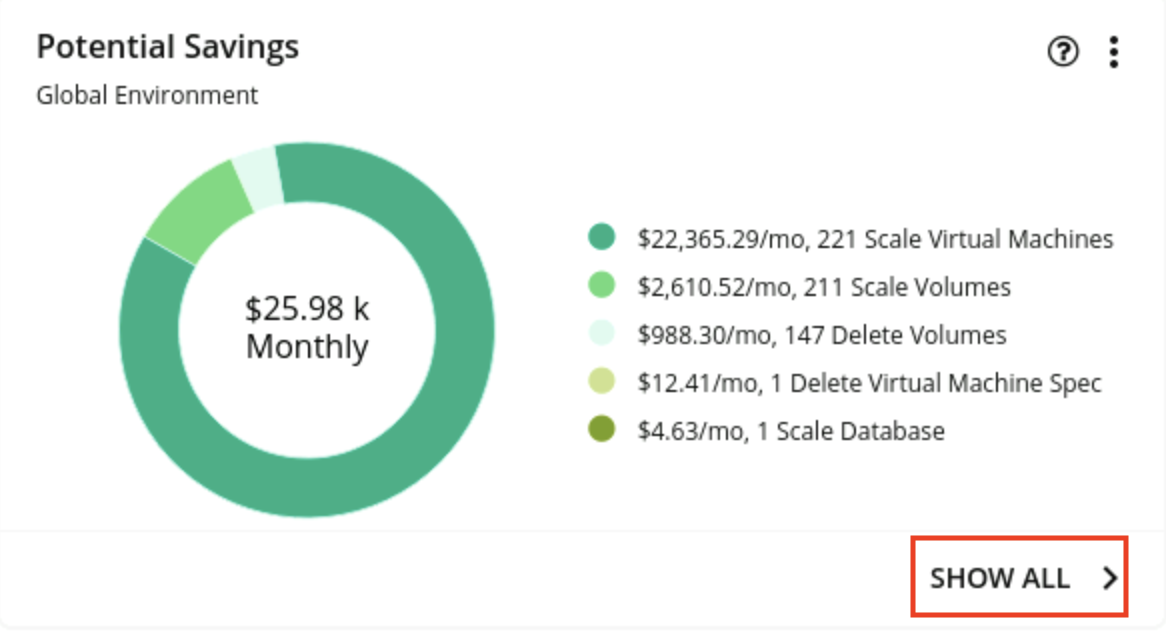 Potential Savings
Global Environment
$25.98 k
Monthly
$22,365.29/mo, 221 Scale Virtual Machines
$2,610.52/mo, 211 Scale Volumes
$988.30/mo, 147 Delete Volumes
$12.41/mo, 1 Delete Virtual Machine Spec
$4.63/mo, 1 Scale Database
SHOW ALL